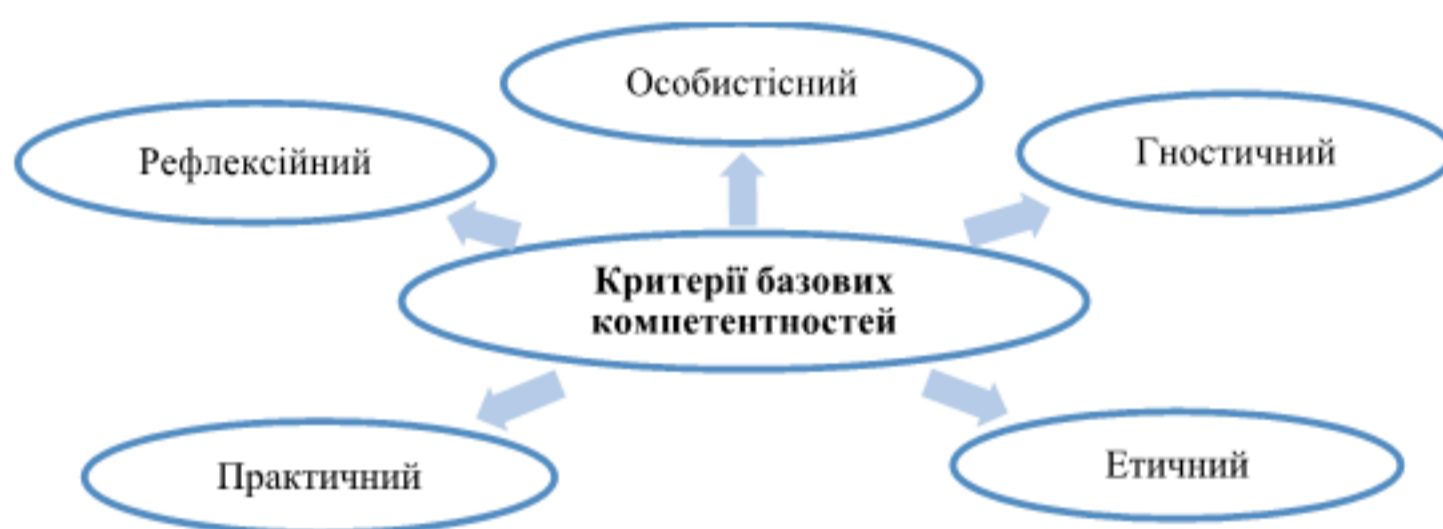 Особистісний
Рефлексійний
Гностичний
Критерії базових
компетентностей
Практичний
Етичний